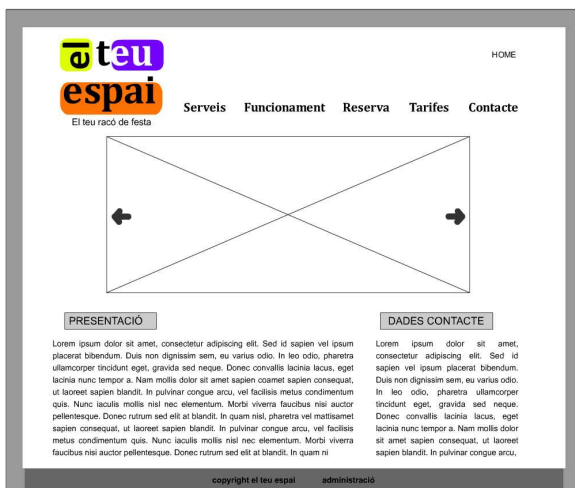 el teu
espai
El teu racó de festa
HOME
Serveis Funcionament Reserva Tarifes Contacte
PRESENTACIÓ
Lorem ipsum dolor sit amet, consectetur adipiscing elit. Sed id sapien vel ipsum
placerat bibendum. Duis non dignissim sem, eu varius odio. In leo odio, pharetra
ullamcorper tincidunt eget, gravida sed neque. Donec convallis lacinia lacus, eget
lacinia nunc tempor a. Nam mollis dolor sit amet sapien coamet sapien consequat,
ut laoreet sapien blandit. In pulvinar congue arcu, vel facilisis metus condimentum
quis. Nunc iaculis mollis nisl nec elementum. Morbi viverra faucibus nisi auctor
pellentesque. Donec rutrum sed elit at blandit. In quam nisl, pharetra vel mattisamet
sapien consequat, ut laoreet sapien blandit. In pulvinar congue arcu, vel facilisis
metus condimentum quis. Nunc iaculis mollis nisl nec elementum. Morbi viverra
faucibus nisi auctor pellentesque. Donec rutrum sed elit at blandit. In quam ni
DADES CONTACTE
Lorem ipsum dolor sit amet,
consectetur adipiscing elit. Sed id
sapien vel ipsum placerat bibendum.
Duis non dignissim sem, eu varius odio.
In leo odio, pharetra ullamcorper
tincidunt eget, gravida sed neque.
Donec convallis lacinia lacus, eget
lacinia nunc tempor a. Nam mollis dolor
sit amet sapien consequat, ut laoreet
sapien blandit. In pulvinar congue arcu,
copyright el teu espai administració